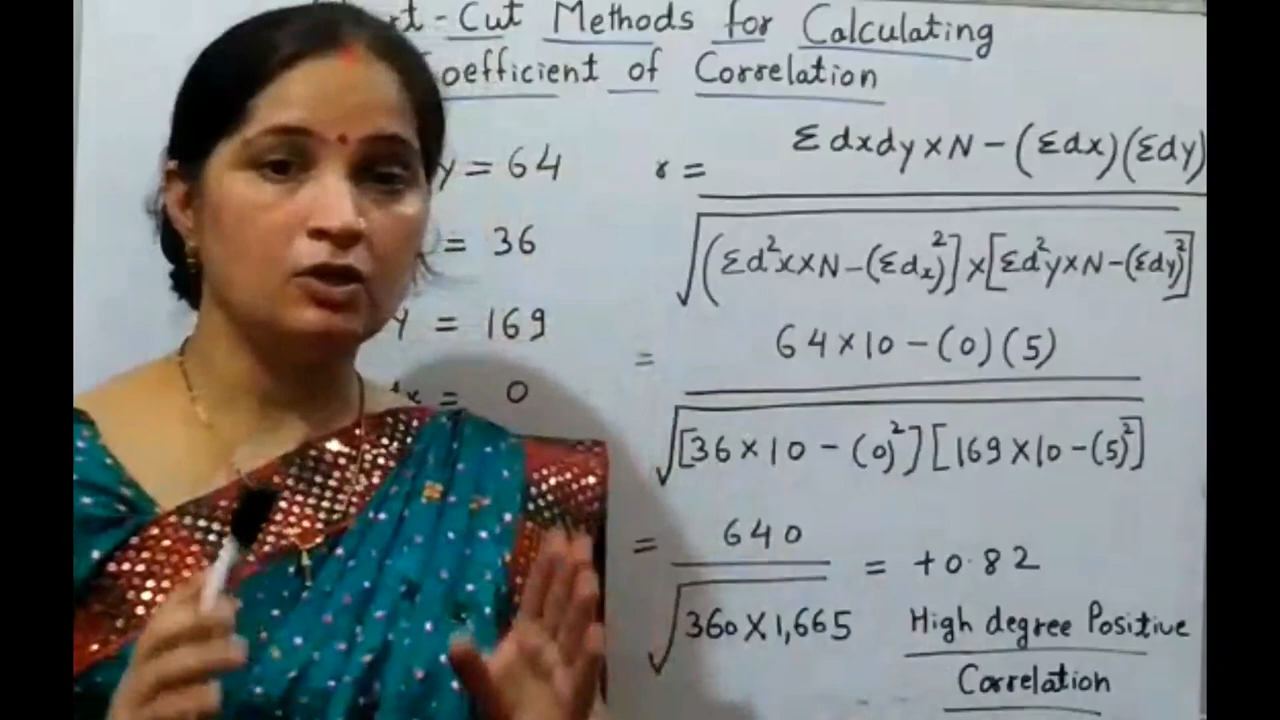 Cut Methods for Calculating
of Correlation
y = 64
= 36
y = 169
x = 0
r = Σdxdy×N-(Σdx)(Σdy)
√(Σd²x×N-(Σdx)²]×[Σd²y×N-(Σdy)²]
= 64×10-(0)(5)
√[36×10-(0)²][169×10-(5)²]
= 640
√360×1,665
= +0.82
High degree Positive
Correlation